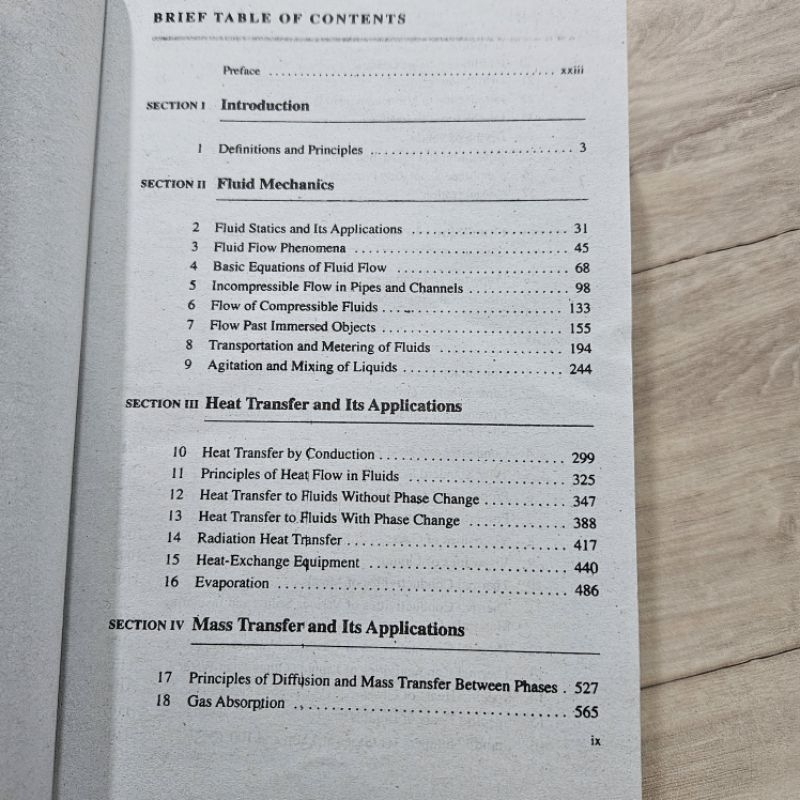 BRIEF TABLE OF CONTENTS
Preface ........................................ xxiii
SECTION I Introduction
1 Definitions and Principles ........................... 3
SECTION II Fluid Mechanics
2 Fluid Statics and Its Applications ..................... 31
3 Fluid Flow Phenomena ............................. 45
4 Basic Equations of Fluid Flow ........................ 68
5 Incompressible Flow in Pipes and Channels ............. 98
6 Flow of Compressible Fluids ......................... 133
7 Flow Past Immersed Objects ......................... 155
8 Transportation and Metering of Fluids ................. 194
9 Agitation and Mixing of Liquids ...................... 244
SECTION III Heat Transfer and Its Applications
10 Heat Transfer by Conduction ......................... 299
11 Principles of Heat Flow in Fluids ..................... 325
12 Heat Transfer to Fluids Without Phase Change ........... 347
13 Heat Transfer to Fluids With Phase Change ............. 388
14 Radiation Heat Transfer ............................ 417
15 Heat-Exchange Equipment ........................... 440
16 Evaporation ...................................... 486
SECTION IV Mass Transfer and Its Applications
17 Principles of Diffusion and Mass Transfer Between Phases . 527
18 Gas Absorption ................................... 565
ix